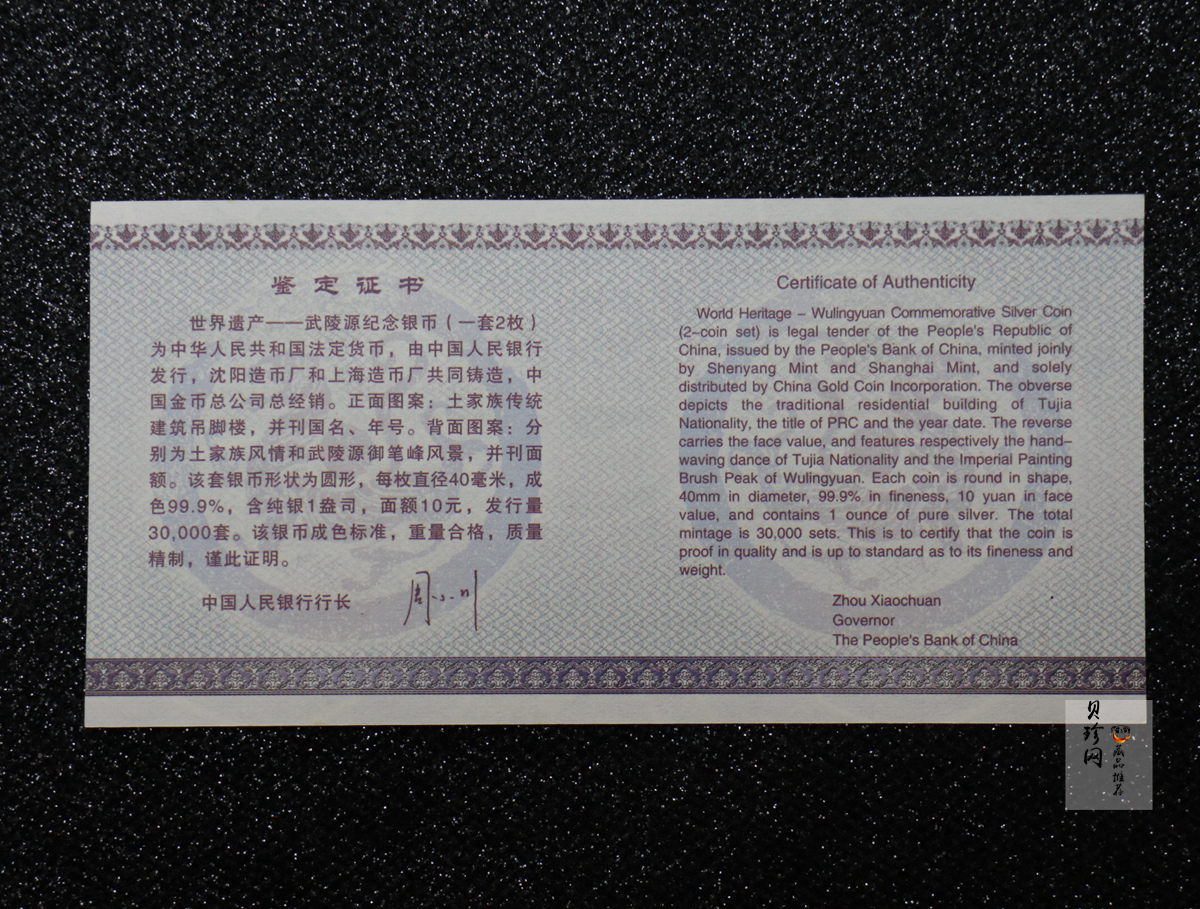 鉴定证书
世界遗产——武陵源纪念银币（一套2枚）
为中华人民共和国法定货币，由中国人民银行
发行，沈阳造币厂和上海造币厂共同铸造，中
国金币总公司总经销。正面图案：土家族传统
建筑吊脚楼，并刊国名、年号。背面图案：分
别为土家族风情和武陵源御笔峰风景，并刊面
额。该套银币形状为圆形，每枚直径40毫米，成
色99.9%，含纯银1盎司，面额10元，发行量
30,000套。该银币成色标准，重量合格，质量
精制，谨此证明。
中国人民银行行长 周小川
Certificate of Authenticity
World Heritage – Wulingyuan Commemorative Silver Coin
(2–coin set) is legal tender of the People's Republic of
China, issued by the People's Bank of China, minted joinly
by Shenyang Mint and Shanghai Mint, and solely
distributed by China Gold Coin Incorporation. The obverse
depicts the traditional residential building of Tujia
Nationality, the title of PRC and the year date. The reverse
carries the face value, and features respectively the hand–
waving dance of Tujia Nationality and the Imperial Painting
Brush Peak of Wulingyuan. Each coin is round in shape,
40mm in diameter, 99.9% in fineness, 10 yuan in face
value, and contains 1 ounce of pure silver. The total
mintage is 30,000 sets. This is to certify that the coin is
proof in quality and is up to standard as to its fineness and
weight.
Zhou Xiaochuan
Governor
The People's Bank of China
贝珍网
藏品推荐